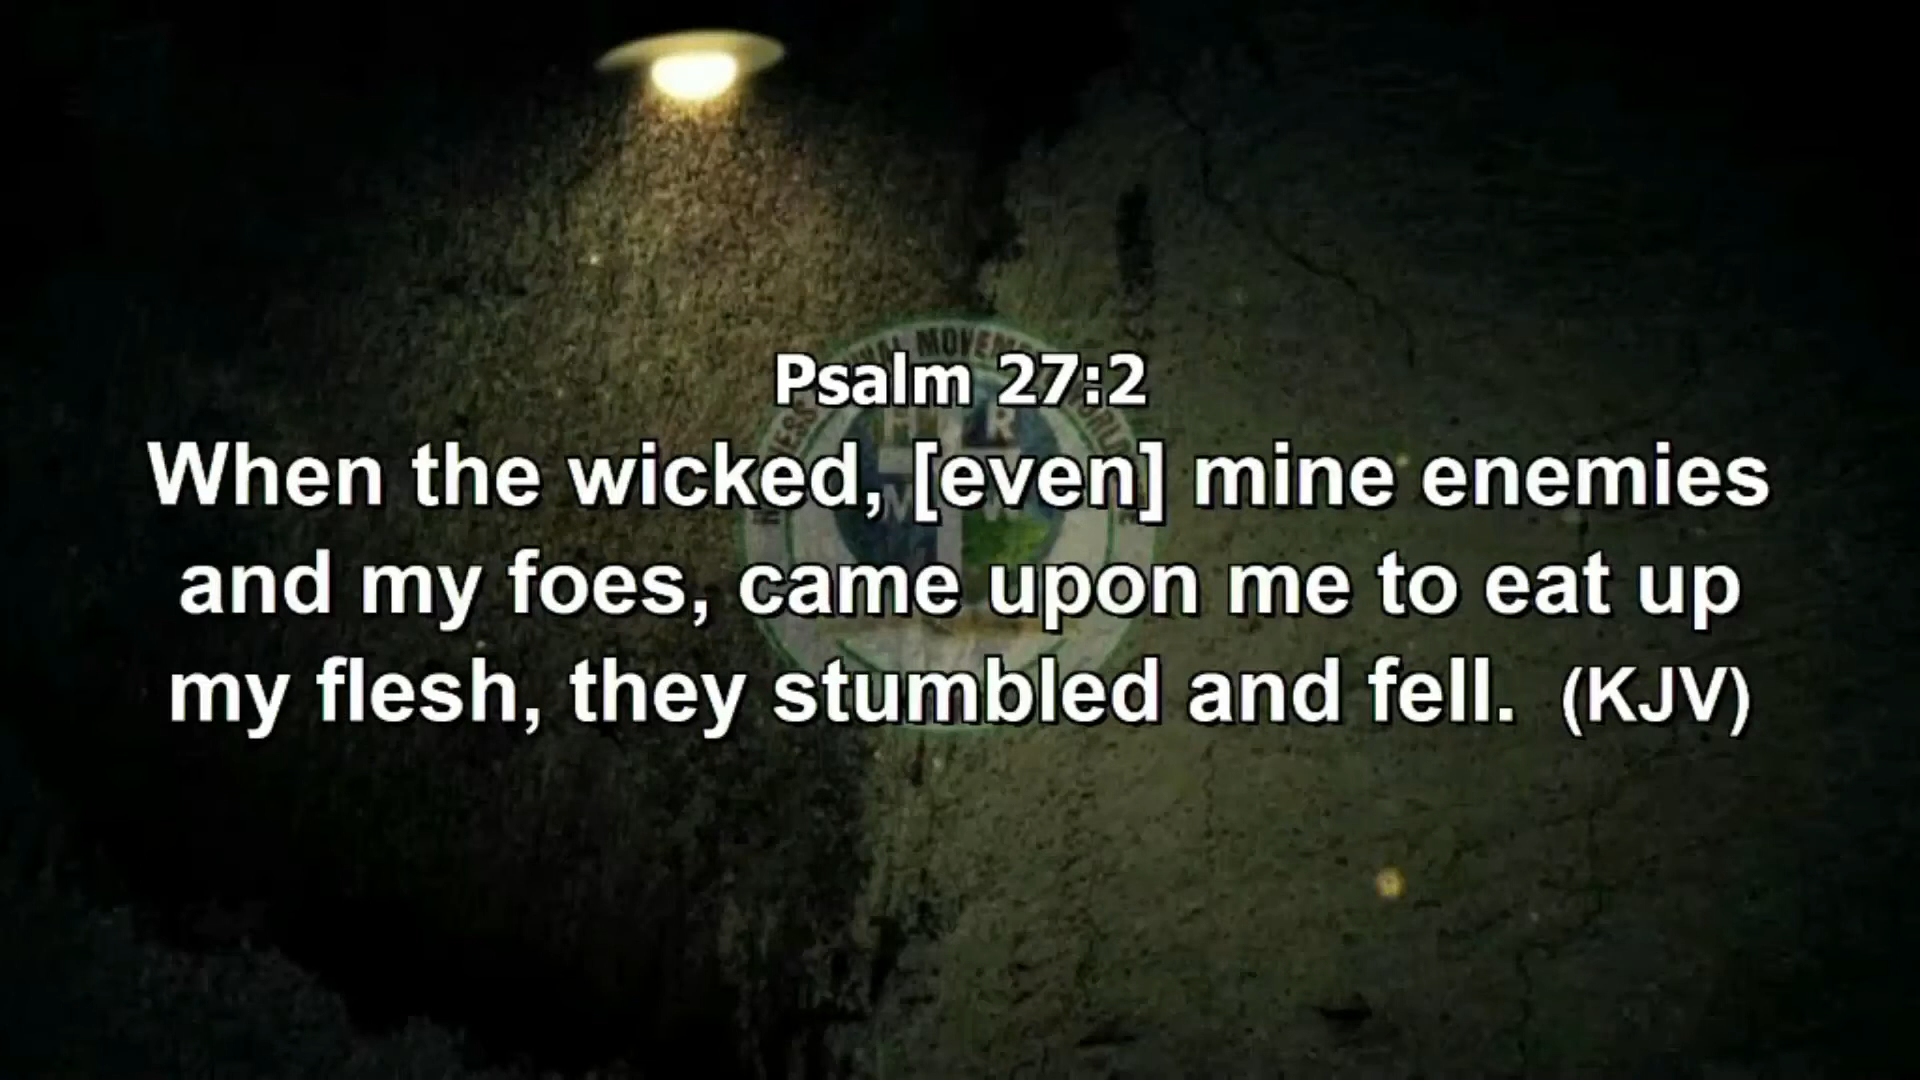 Psalm 27:2
When the wicked, [even] mine enemies
and my foes, came upon me to eat up
my flesh, they stumbled and fell. (KJV)